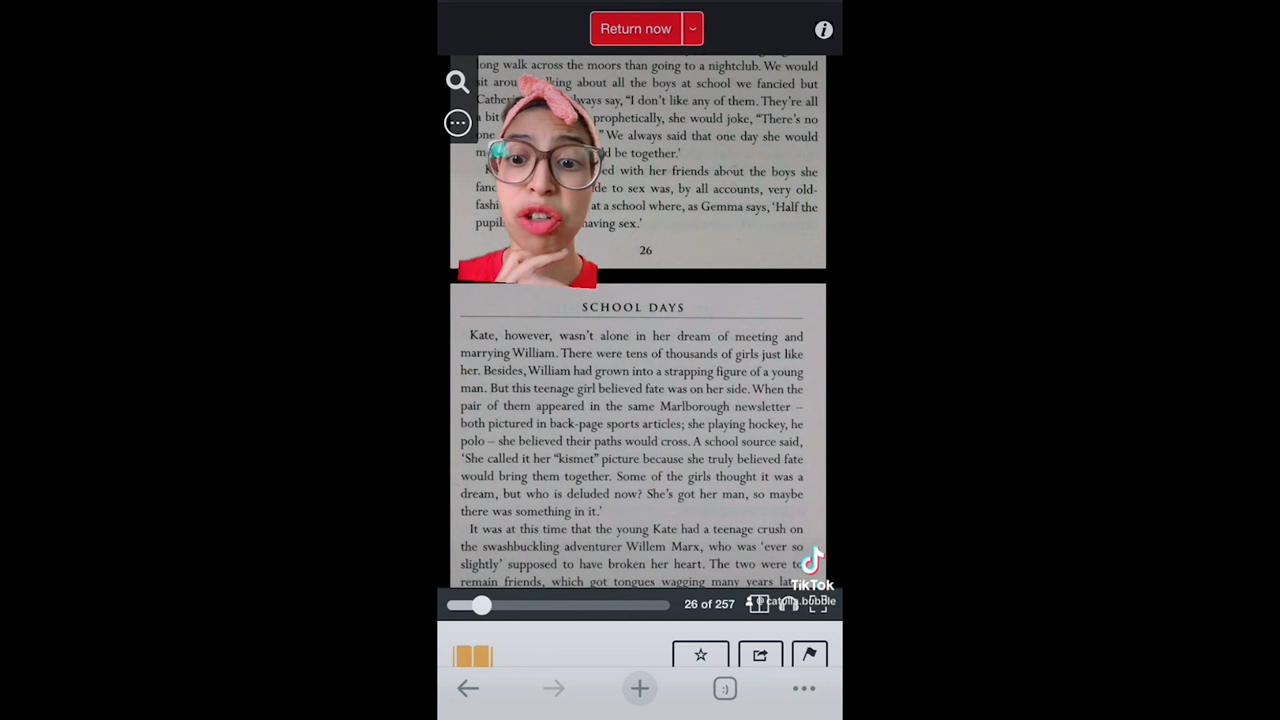 Return now
long walk across the moors than going to a nightclub. We would
sit arou king about all the boys at school we fancied but
Catheri lways say, “I don't like any of them. They're all
a bit prophetically, she would joke, “There's no
one ” We always said that one day she would
m d be together.'
K ed with her friends about the boys she
fanc de to sex was, by all accounts, very old-
fashi at a school where, as Gemma says, ‘Half the
pupil having sex.'
26
SCHOOL DAYS
Kate, however, wasn't alone in her dream of meeting and
marrying William. There were tens of thousands of girls just like
her. Besides, William had grown into a strapping figure of a young
man. But this teenage girl believed fate was on her side. When the
pair of them appeared in the same Marlborough newsletter –
both pictured in back-page sports articles; she playing hockey, he
polo – she believed their paths would cross. A school source said,
‘She called it her “kismet” picture because she truly believed fate
would bring them together. Some of the girls thought it was a
dream, but who is deluded now? She's got her man, so maybe
there was something in it.'
It was at this time that the young Kate had a teenage crush on
the swashbuckling adventurer Willem Marx, who was ‘ever so
slightly' supposed to have broken her heart. The two were to
remain friends, which got tongues wagging many years
TikTok
26 of 257
:)